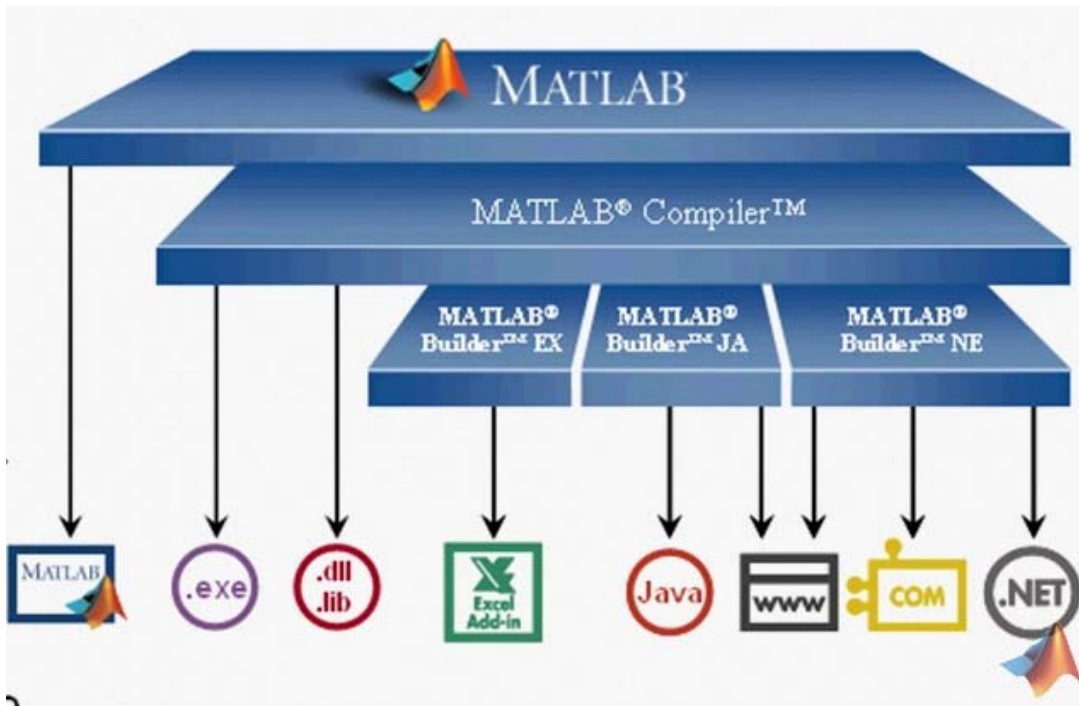 MATLAB®
MATLAB® Compiler™
MATLAB®
Builder™ EX
MATLAB®
Builder™ JA
MATLAB®
Builder™ NE
MATLAB
.exe
.dll
.lib
Excel
Add-in
Java
www
COM
.NET